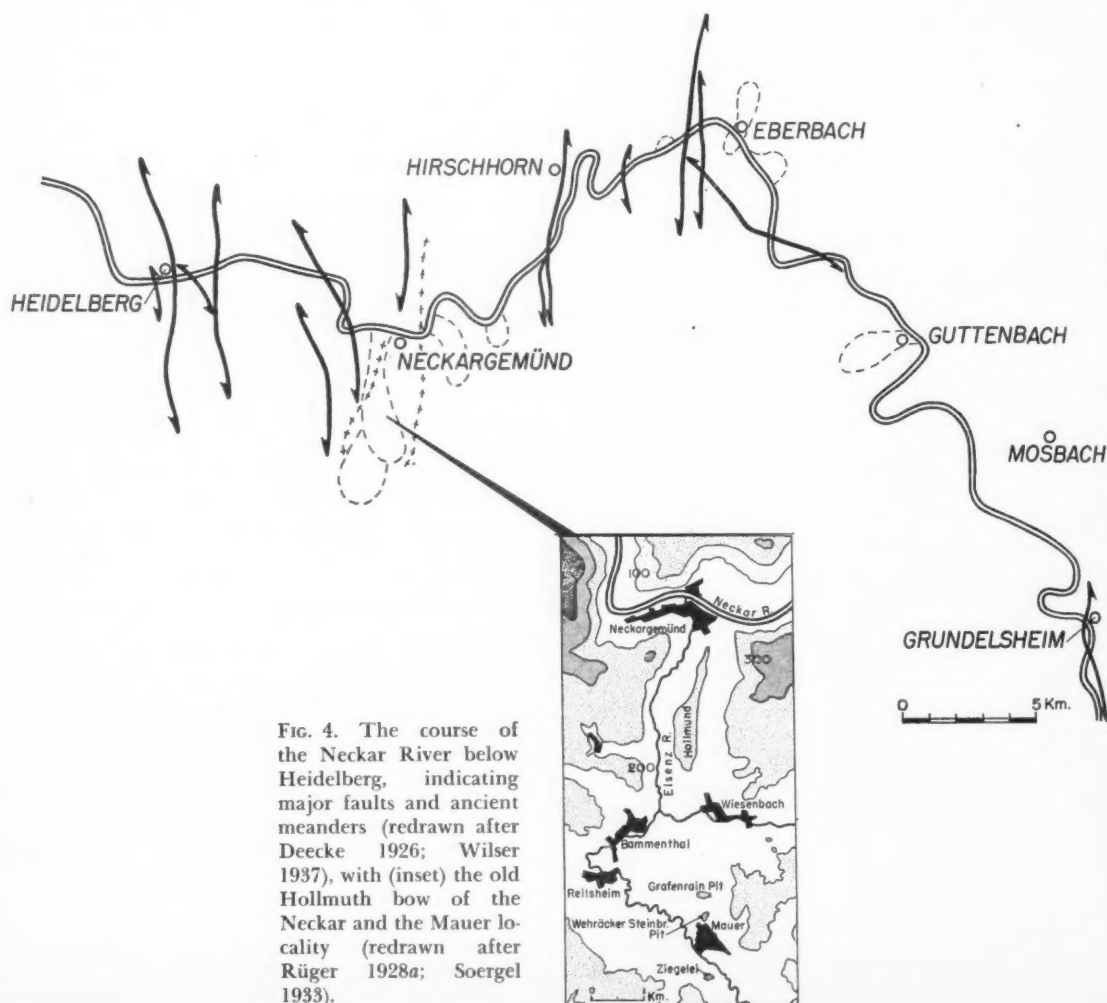 EBERBACH
HIRSCHHORN
HEIDELBERG
NECKARGEMÜND
GUTTENBACH
MOSBACH
GRUNDELSHEIM
0 5 Km.
100
Neckar R.
Neckargemünd
300
Hollmund
Elsenz R.
200
Wiesenbach
Bammenthal
Reilsheim
Grafenrain Pit
Wehräcker Steinbr.
Pit
Mauer
Ziegelei
0 Km.
FIG. 4. The course of
the Neckar River below
Heidelberg, indicating
major faults and ancient
meanders (redrawn after
Deecke 1926; Wilser
1937), with (inset) the old
Hollmuth bow of the
Neckar and the Mauer lo-
cality (redrawn after
Rüger 1928a; Soergel
1933).